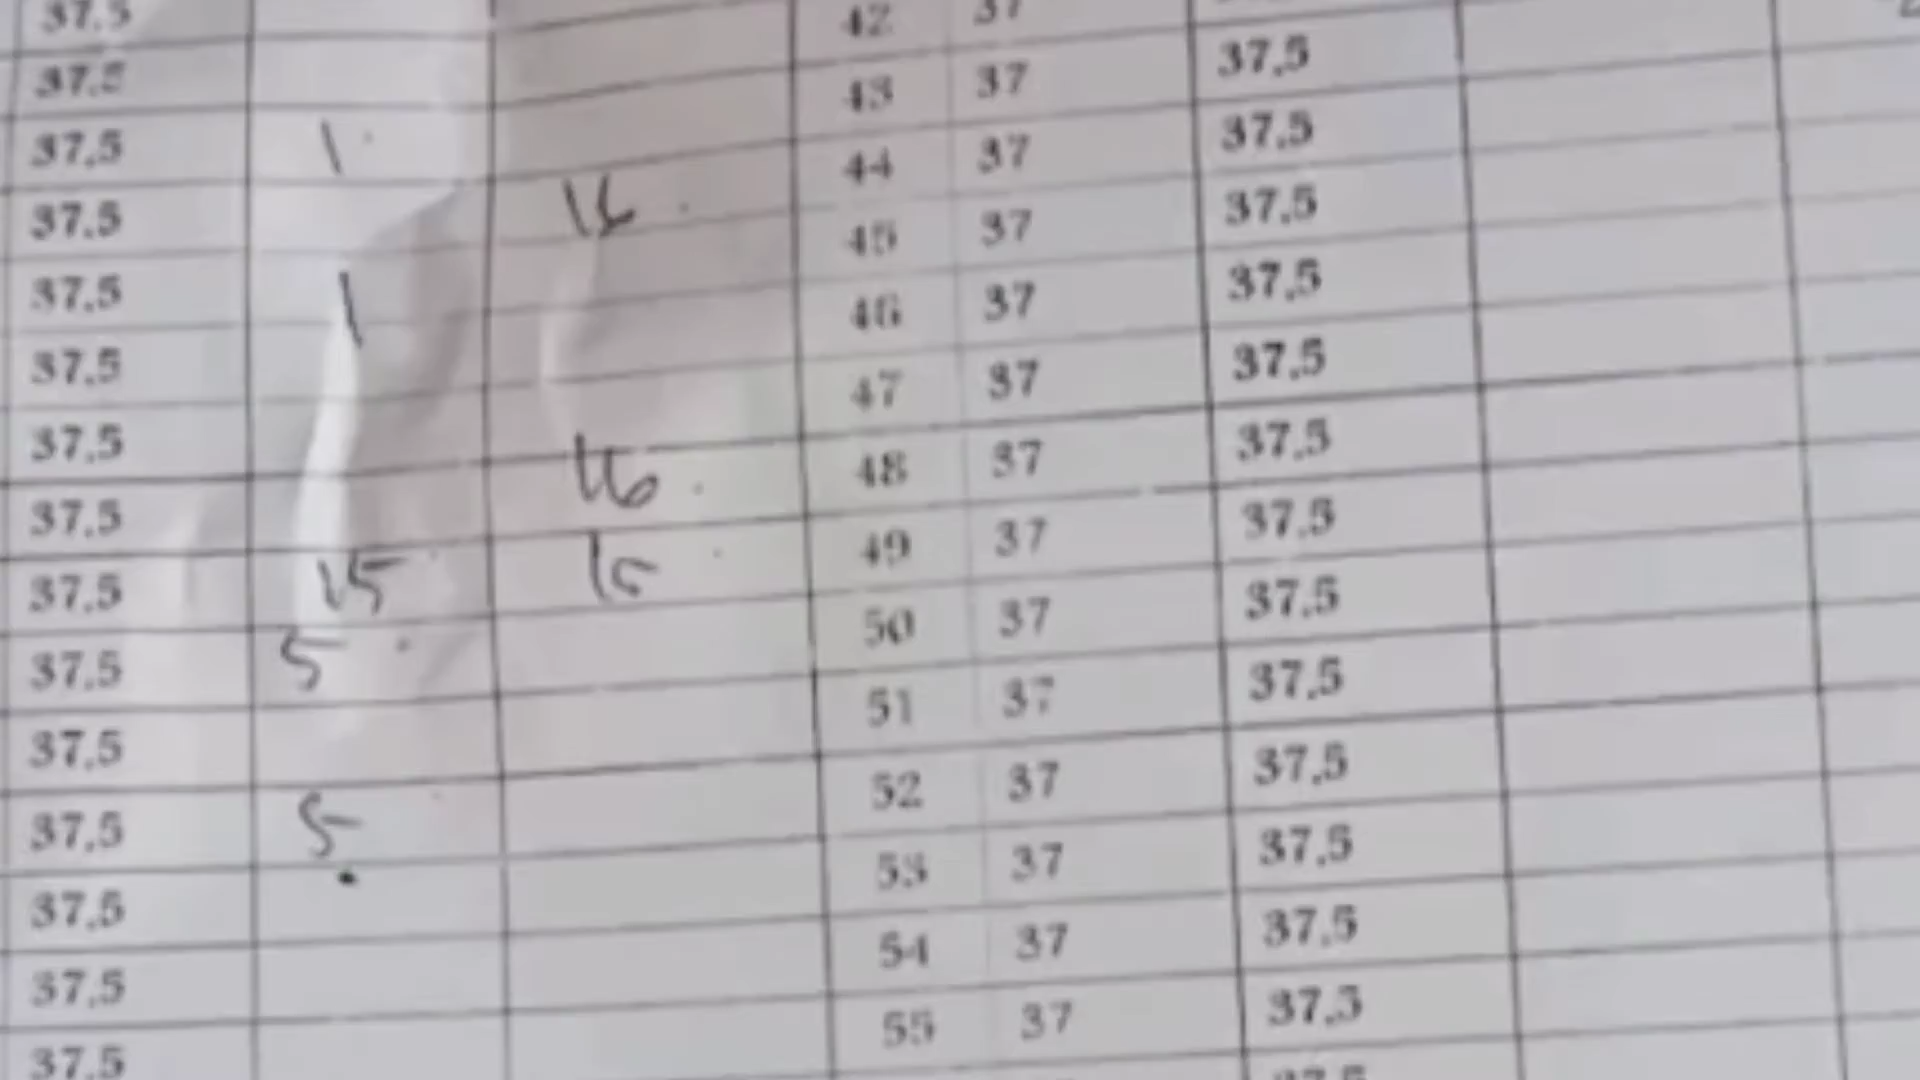 37.5 42 37
37.5 43 37 37.5
37.5 1 44 37 37.5
37.5 16 45 37 37.5
37.5 1 46 37 37.5
37.5 47 37 37.5
37.5 16 48 37 37.5
37.5 49 37 37.5
37.5 15 15 50 37 37.5
37.5 5 51 37 37.5
37.5 52 37 37.5
37.5 5 53 37 37.5
37.5 54 37 37.5
37.5 55 37 37.5
37.5